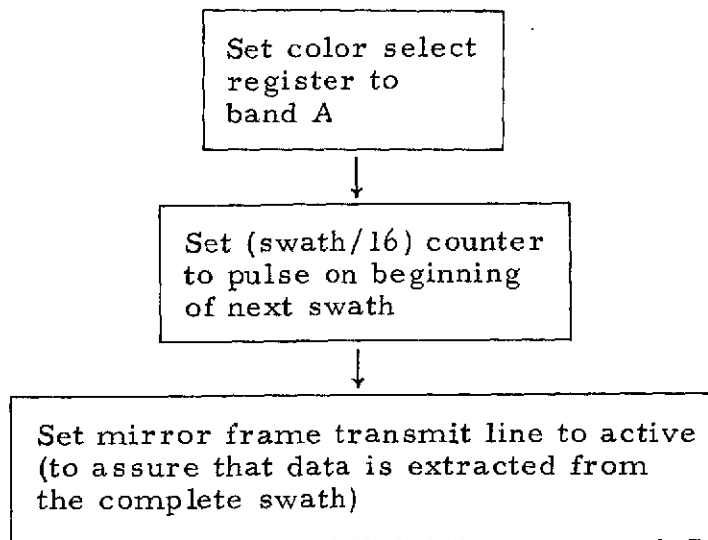 Set color select
register to
band A
Set (swath/16) counter
to pulse on beginning
of next swath
Set mirror frame transmit line to active
(to assure that data is extracted from
the complete swath)